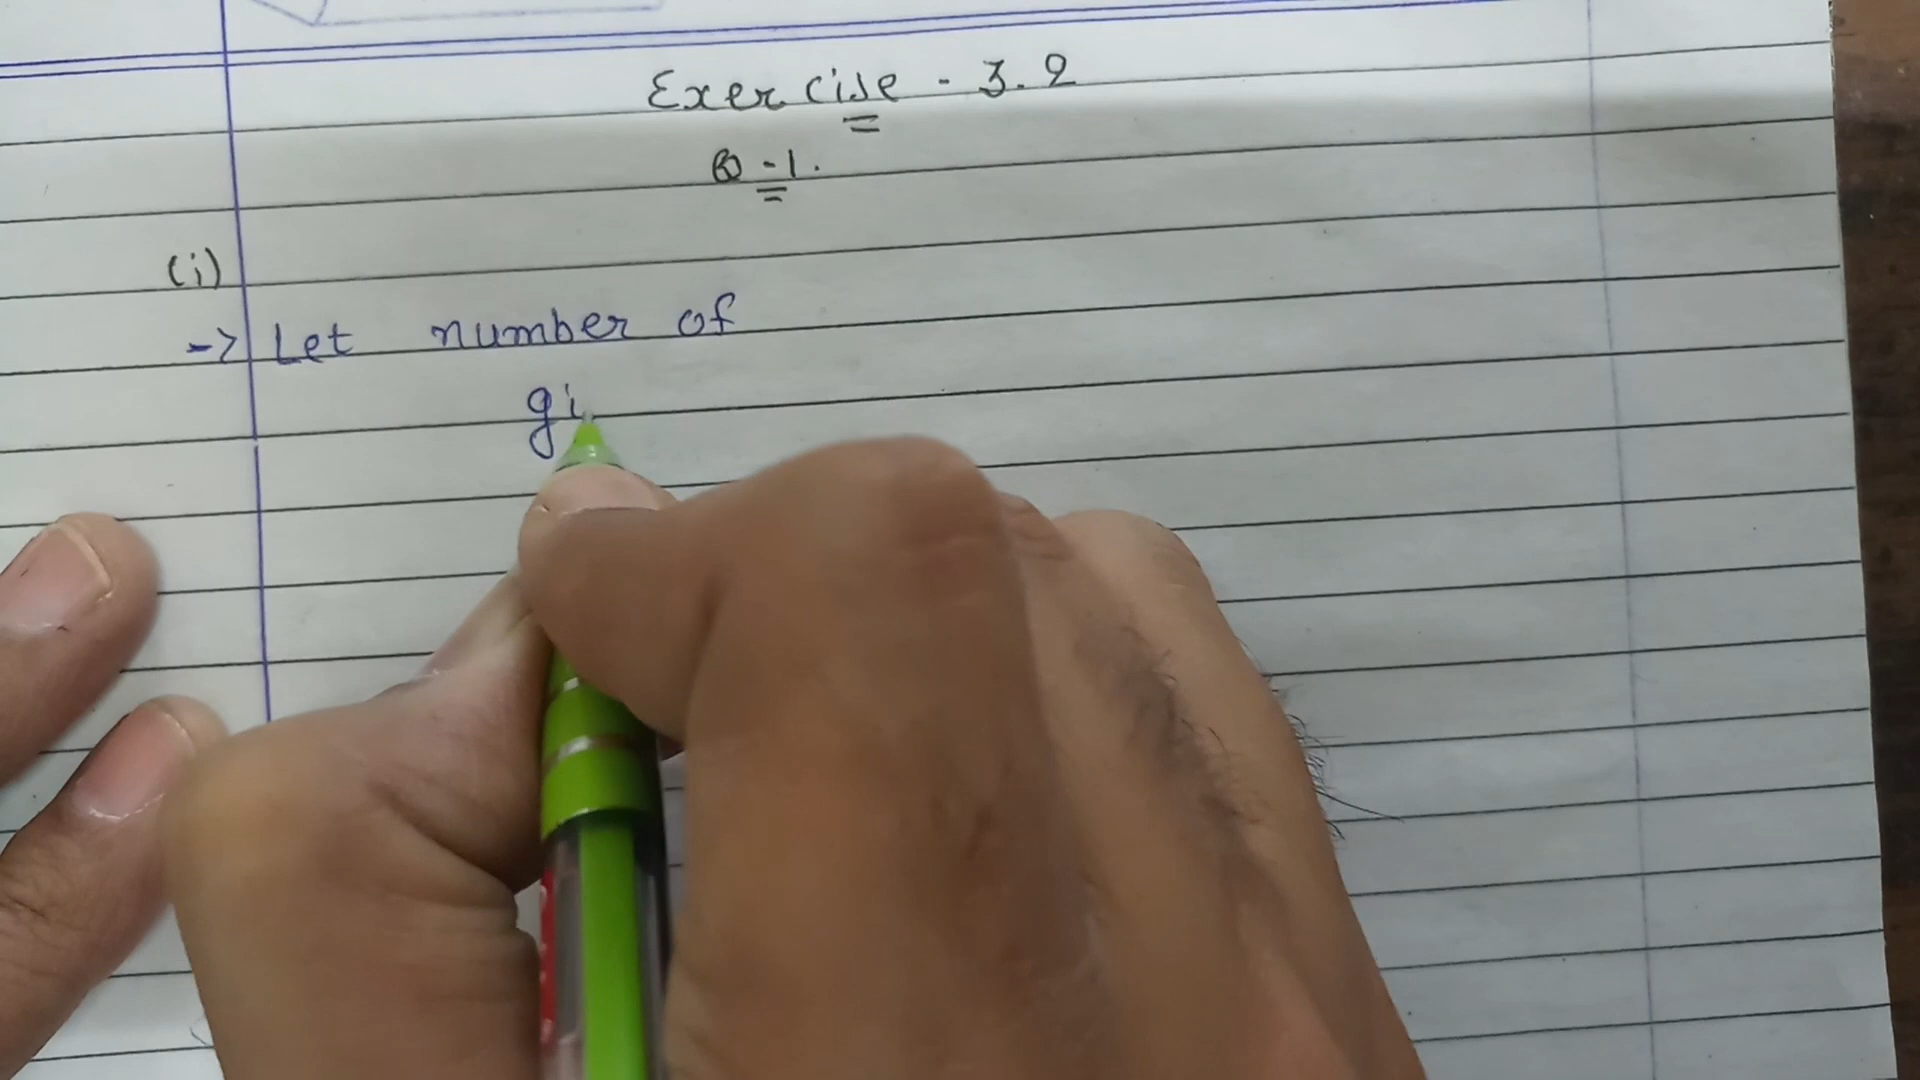 Exercise - 3.2
Q-1.
(i)
-> Let number of
gi